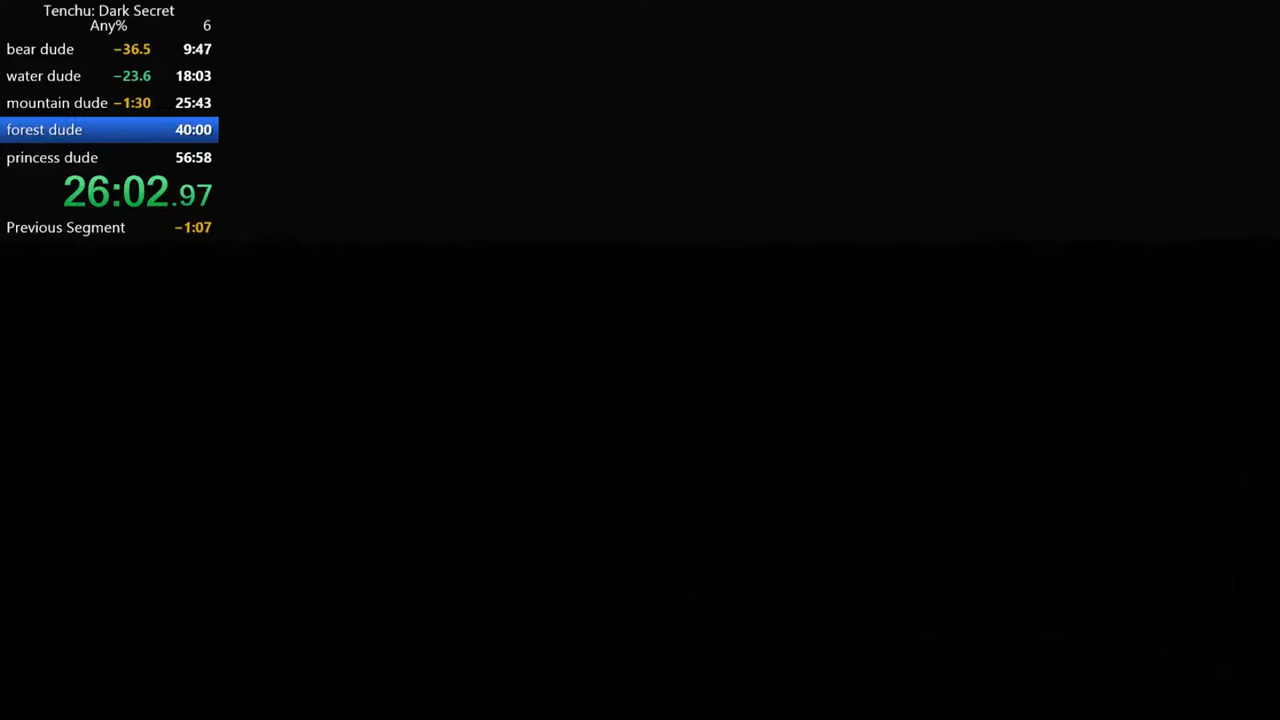 Tenchu: Dark Secret
Any% 6
bear dude −36.5 9:47
water dude −23.6 18:03
mountain dude −1:30 25:43
forest dude 40:00
princess dude 56:58
26:02.97
Previous Segment −1:07